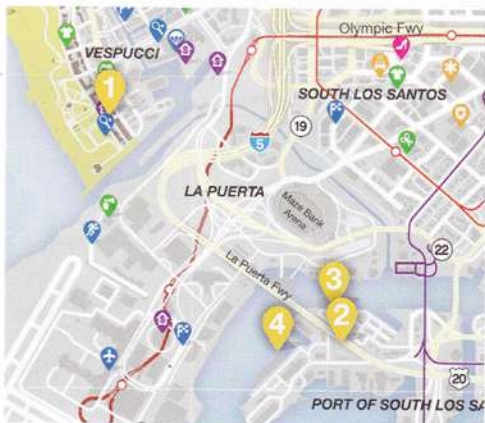 Olympic Fwy
VESPUCCI
1
SOUTH LOS SANTOS
19
5
LA PUERTA
Maze Bank
Arena
22
La Puerta Fwy
3
2
4
20
PORT OF SOUTH LOS SA